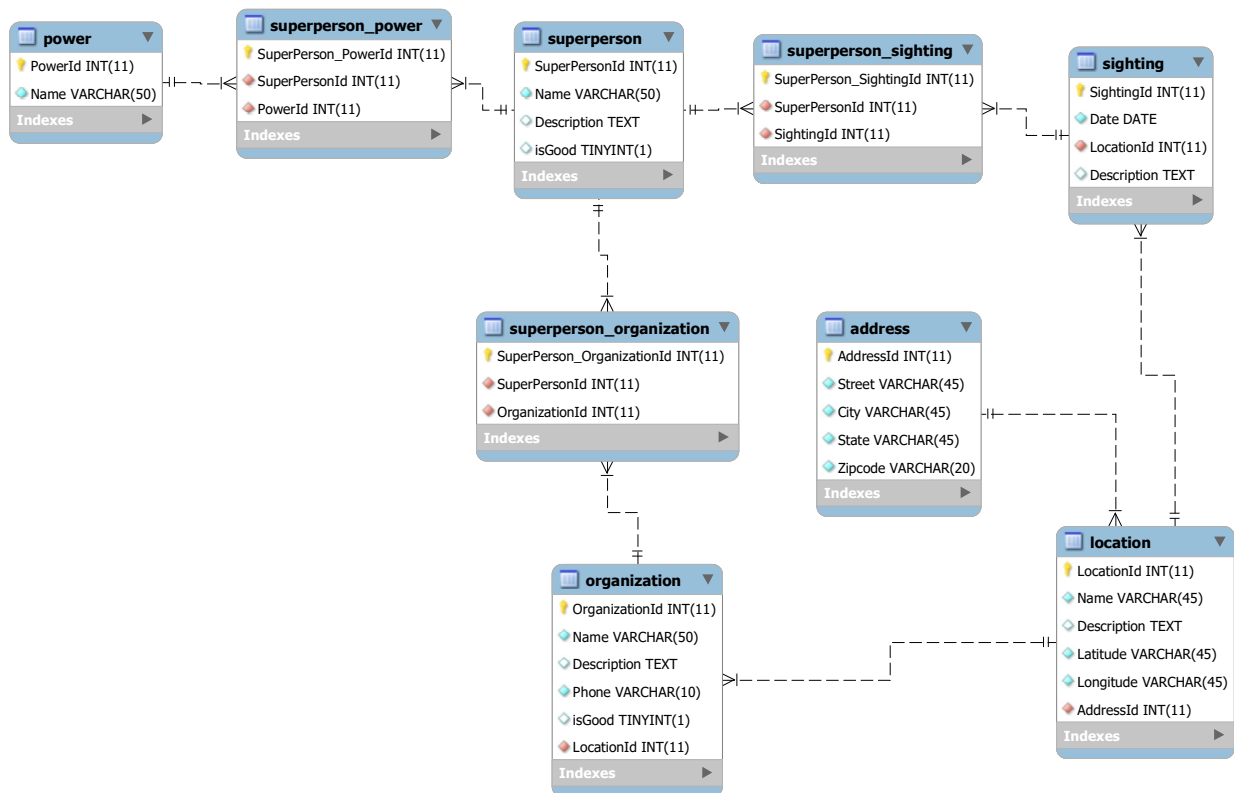 power
PowerId INT(11)
Name VARCHAR(50)
Indexes
superperson_power
SuperPerson_PowerId INT(11)
SuperPersonId INT(11)
PowerId INT(11)
Indexes
superperson
SuperPersonId INT(11)
Name VARCHAR(50)
Description TEXT
isGood TINYINT(1)
Indexes
superperson_sighting
SuperPerson_SightingId INT(11)
SuperPersonId INT(11)
SightingId INT(11)
Indexes
sighting
SightingId INT(11)
Date DATE
LocationId INT(11)
Description TEXT
Indexes
superperson_organization
SuperPerson_OrganizationId INT(11)
SuperPersonId INT(11)
OrganizationId INT(11)
Indexes
address
AddressId INT(11)
Street VARCHAR(45)
City VARCHAR(45)
State VARCHAR(45)
Zipcode VARCHAR(20)
Indexes
organization
OrganizationId INT(11)
Name VARCHAR(50)
Description TEXT
Phone VARCHAR(10)
isGood TINYINT(1)
LocationId INT(11)
Indexes
location
LocationId INT(11)
Name VARCHAR(45)
Description TEXT
Latitude VARCHAR(45)
Longitude VARCHAR(45)
AddressId INT(11)
Indexes